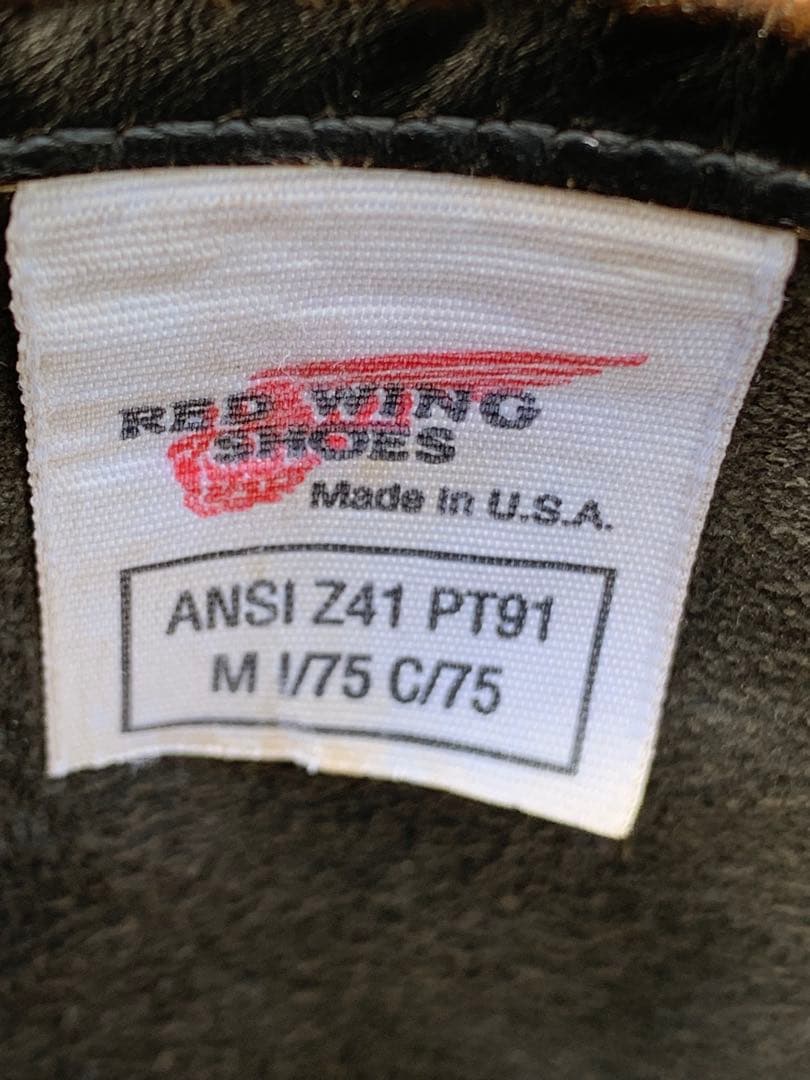 RED WING
SHOES
Made in U.S.A.
ANSI Z41 PT91
M I/75 C/75